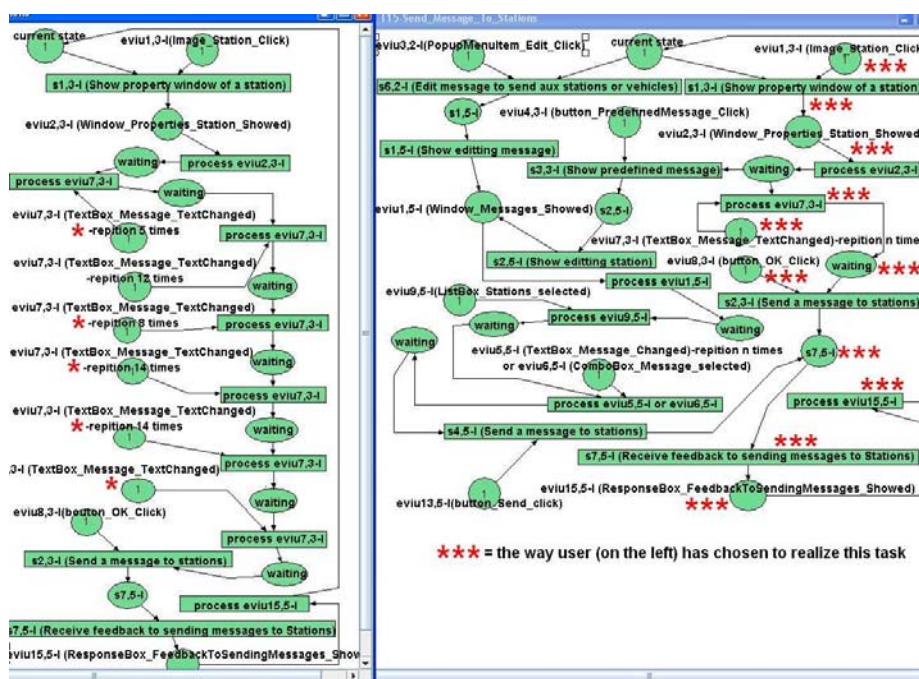 current state
eviu1,3-I(Image_Station_Click)
1
1
s1,3-I (Show property window of a station)
eviu2,3-I(Window_Properties_Station_Showed)
waiting
process eviu2,3-I
process eviu7,3-I
waiting
eviu7,3-I (TextBox_Message_TextChanged)
* -repition 5 times
process eviu7,3-I
eviu7,3-I (TextBox_Message_TextChanged)
-repition 12 times
waiting
eviu7,3-I (TextBox_Message_TextChanged)
* -repition 8 times
process eviu7,3-I
eviu7,3-I (TextBox_Message_TextChanged)
* -repition 14 times
waiting
process eviu7,3-I
eviu7,3-I (TextBox_Message_TextChanged)
* -repition 14 times
waiting
process eviu7,3-I
,3-I (TextBox_Message_TextChanged)
*
1
waiting
eviu8,3-I(bouton_OK_Click)
1
process eviu7,3-I
s2,3-I (Send a message to stations)
waiting
s7,5-I
process eviu15,5-I
s7,5-I (Receive feedback to sending messages to Stations)
eviu15,5-I (ResponseBox_FeedbackToSendingMessages_Show
T15-Send_Message_To_Stations
eviu3,2-I(PopupMenuItem_Edit_Click)
current state
eviu1,3-I (Image_Station_Click
1
1
1
***
s6,2-I (Edit message to send aux stations or vehicles)
s1,3-I (Show property window of a station)
s1,5-I
eviu4,3-I (button_PredefinedMessage_Click)
***
1
eviu2,3-I (Window_Properties_Station_Showed)
s1,5-I (Show editting message)
***
s3,3-I (Show predefined message)
waiting
process eviu2,3-I
eviu1,5-I (Window_Messages_Showed)
s2,5-I
process eviu7,3-I
***
***
eviu7,3-I (TextBox_Message_TextChanged)-repition n time
s2,5-I (Show editting station)
eviu8,3-I (button_OK_Click)
***
waiting
***
process eviu1,5-I
eviu9,5-I(ListBox_Stations_selected)
s2,3-I (Send a message to stations)
waiting
process eviu9,5-I
waiting
waiting
eviu5,5-I (TextBox_Message_Changed)-repition n times
or eviu6,5-I (ComboBox_Message_selected)
s7,5-I
***
***
process eviu5,5-I or eviu6,5-I
process eviu15,5-I
s4,5-I (Send a message to stations)
***
s7,5-I (Receive feedback to sending messages to Stations)
eviu15,5-I (ResponseBox_FeedbackToSendingMessages_Showed)
1
1
***
eviu13,5-I(button_Send_click)
*** = the way user (on the left) has chosen to realize this task